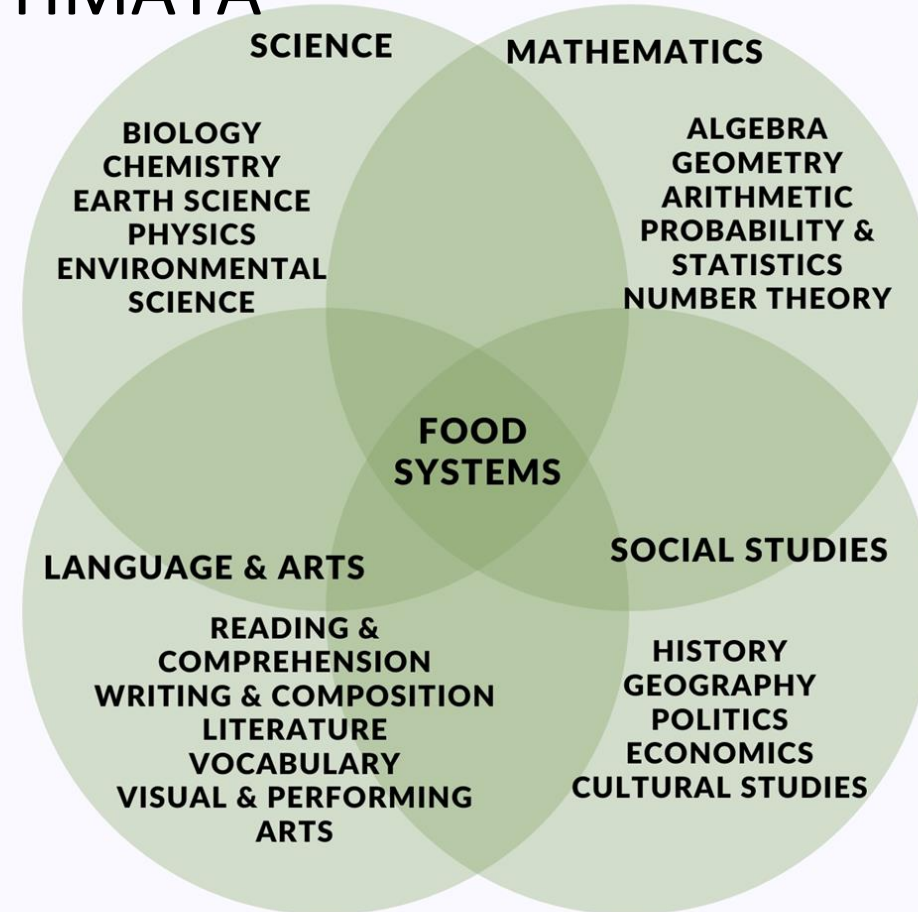 SCIENCE
BIOLOGY
CHEMISTRY
EARTH SCIENCE
PHYSICS
ENVIRONMENTAL
SCIENCE
MATHEMATICS
ALGEBRA
GEOMETRY
ARITHMETIC
PROBABILITY &
STATISTICS
NUMBER THEORY
FOOD
SYSTEMS
LANGUAGE & ARTS
READING &
COMPREHENSION
WRITING & COMPOSITION
LITERATURE
VOCABULARY
VISUAL & PERFORMING
ARTS
SOCIAL STUDIES
HISTORY
GEOGRAPHY
POLITICS
ECONOMICS
CULTURAL STUDIES